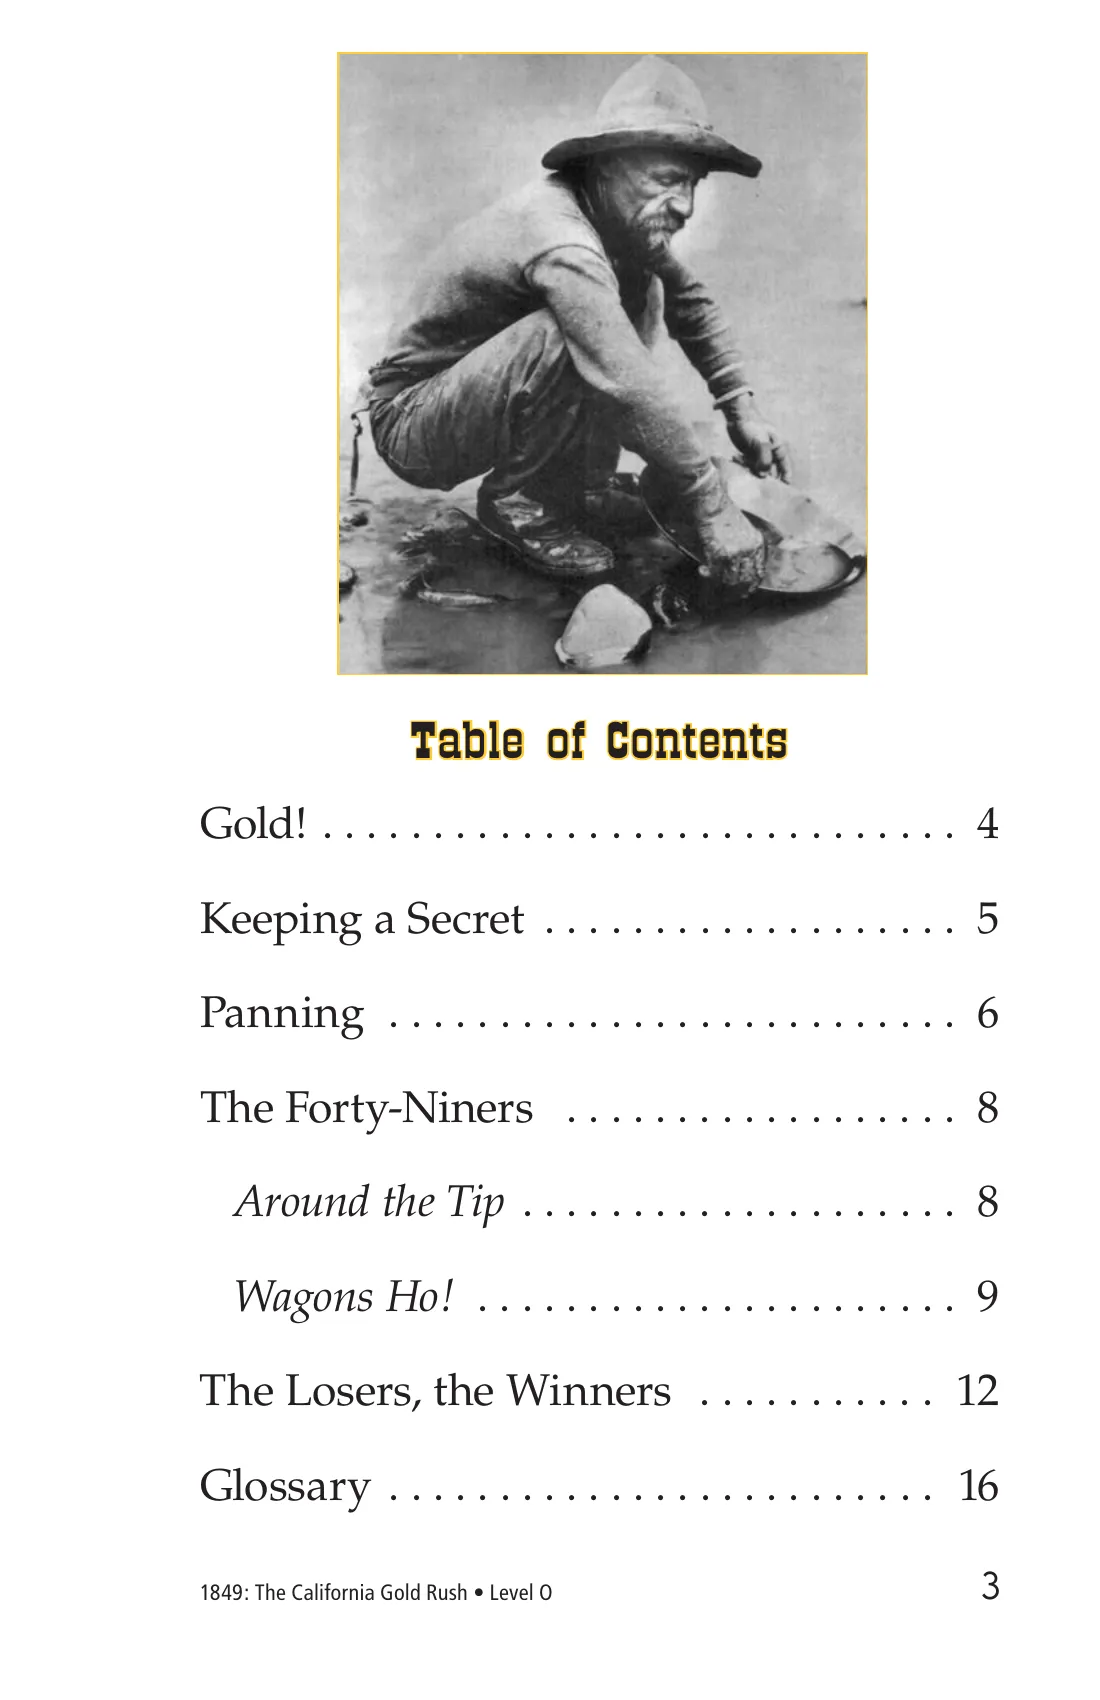 Table of Contents
Gold! . . . . . . . . . . . . . . . . . . . . . . . . . . . . . 4
Keeping a Secret . . . . . . . . . . . . . . . . . . . 5
Panning . . . . . . . . . . . . . . . . . . . . . . . . . . 6
The Forty-Niners . . . . . . . . . . . . . . . . . . 8
Around the Tip . . . . . . . . . . . . . . . . . . . . 8
Wagons Ho! . . . . . . . . . . . . . . . . . . . . . . 9
The Losers, the Winners . . . . . . . . . . . 12
Glossary . . . . . . . . . . . . . . . . . . . . . . . . . 16
1849: The California Gold Rush • Level O 3